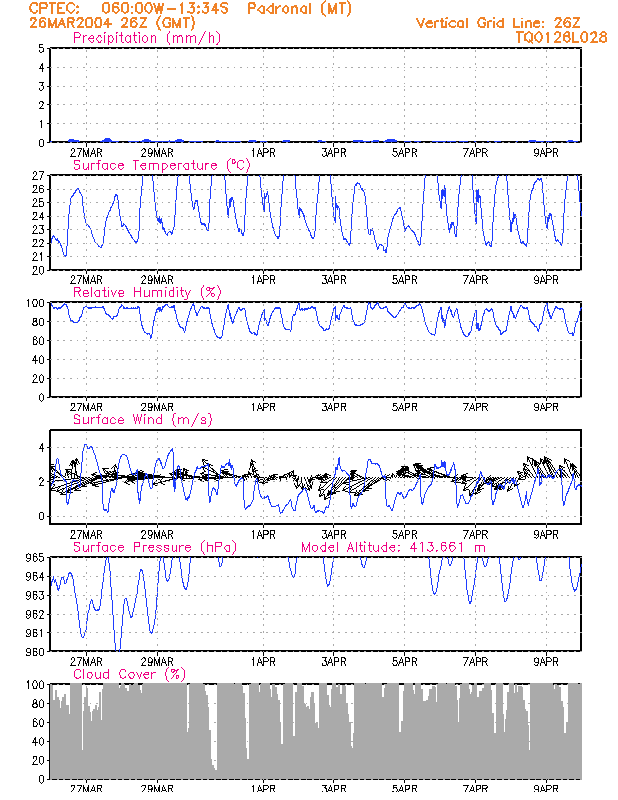 CPTEC: 060:00W-13:34S Padronal (MT)
26MAR2004 26Z (GMT) Vertical Grid Line: 26Z
Precipitation (mm/h) TQ0126L028
5
4
3
2
1
0
27MAR 29MAR 1APR 3APR 5APR 7APR 9APR
Surface Temperature (°C)
27
26
25
24
23
22
21
20
27MAR 29MAR 1APR 3APR 5APR 7APR 9APR
Relative Humidity (%)
100
80
60
40
20
0
27MAR 29MAR 1APR 3APR 5APR 7APR 9APR
Surface Wind (m/s)
4
2
0
27MAR 29MAR 1APR 3APR 5APR 7APR 9APR
Surface Pressure (hPa) Model Altitude: 413.661 m
965
964
963
962
961
960
27MAR 29MAR 1APR 3APR 5APR 7APR 9APR
Cloud Cover (%)
100
80
60
40
20
0
27MAR 29MAR 1APR 3APR 5APR 7APR 9APR